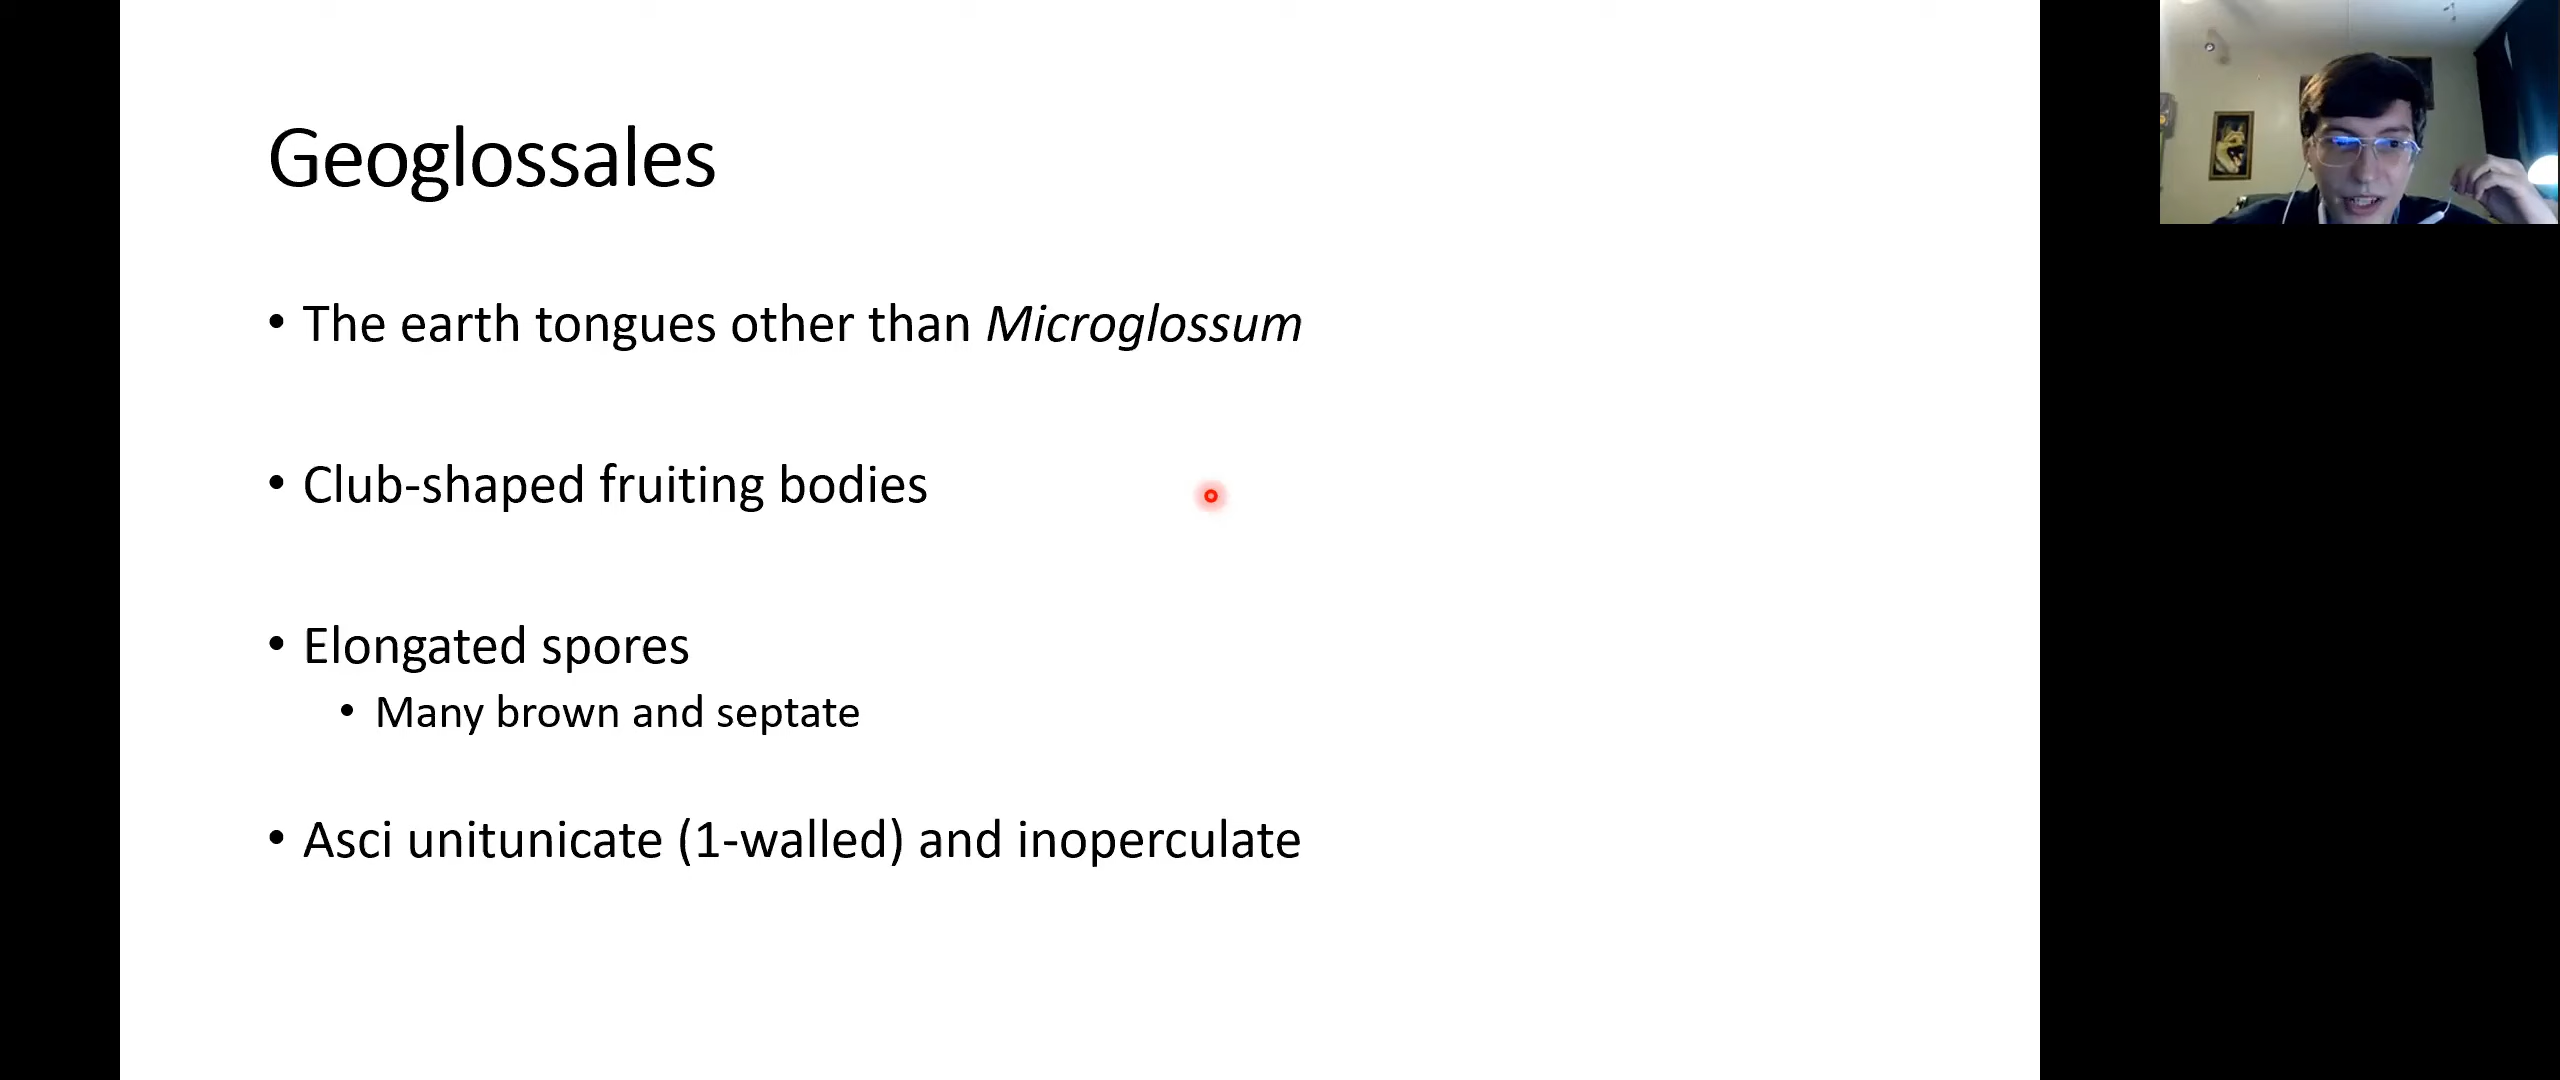 Geoglossales
• The earth tongues other than Microglossum
• Club-shaped fruiting bodies
• Elongated spores
• Many brown and septate
• Asci unitunicate (1-walled) and inoperculate